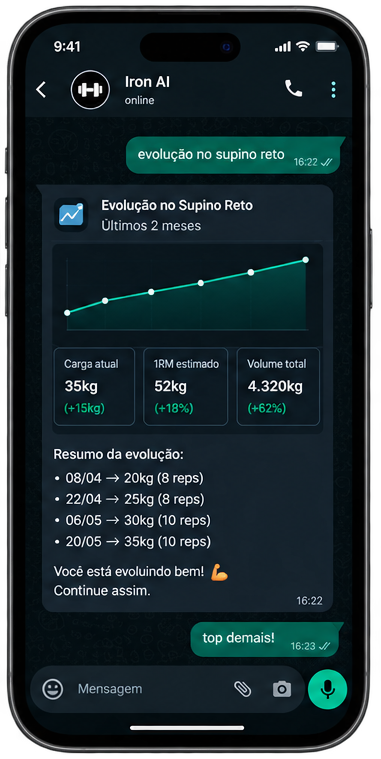 9:41
Iron AI
online
evolução no supino reto 16:22
Evolução no Supino Reto
Últimos 2 meses
Carga atual
35kg
(+15kg)
1RM estimado
52kg
(+18%)
Volume total
4.320kg
(+62%)
Resumo da evolução:
• 08/04 → 20kg (8 reps)
• 22/04 → 25kg (8 reps)
• 06/05 → 30kg (10 reps)
• 20/05 → 35kg (10 reps)
Você está evoluindo bem! 💪
Continue assim.
16:22
top demais! 16:23
Mensagem